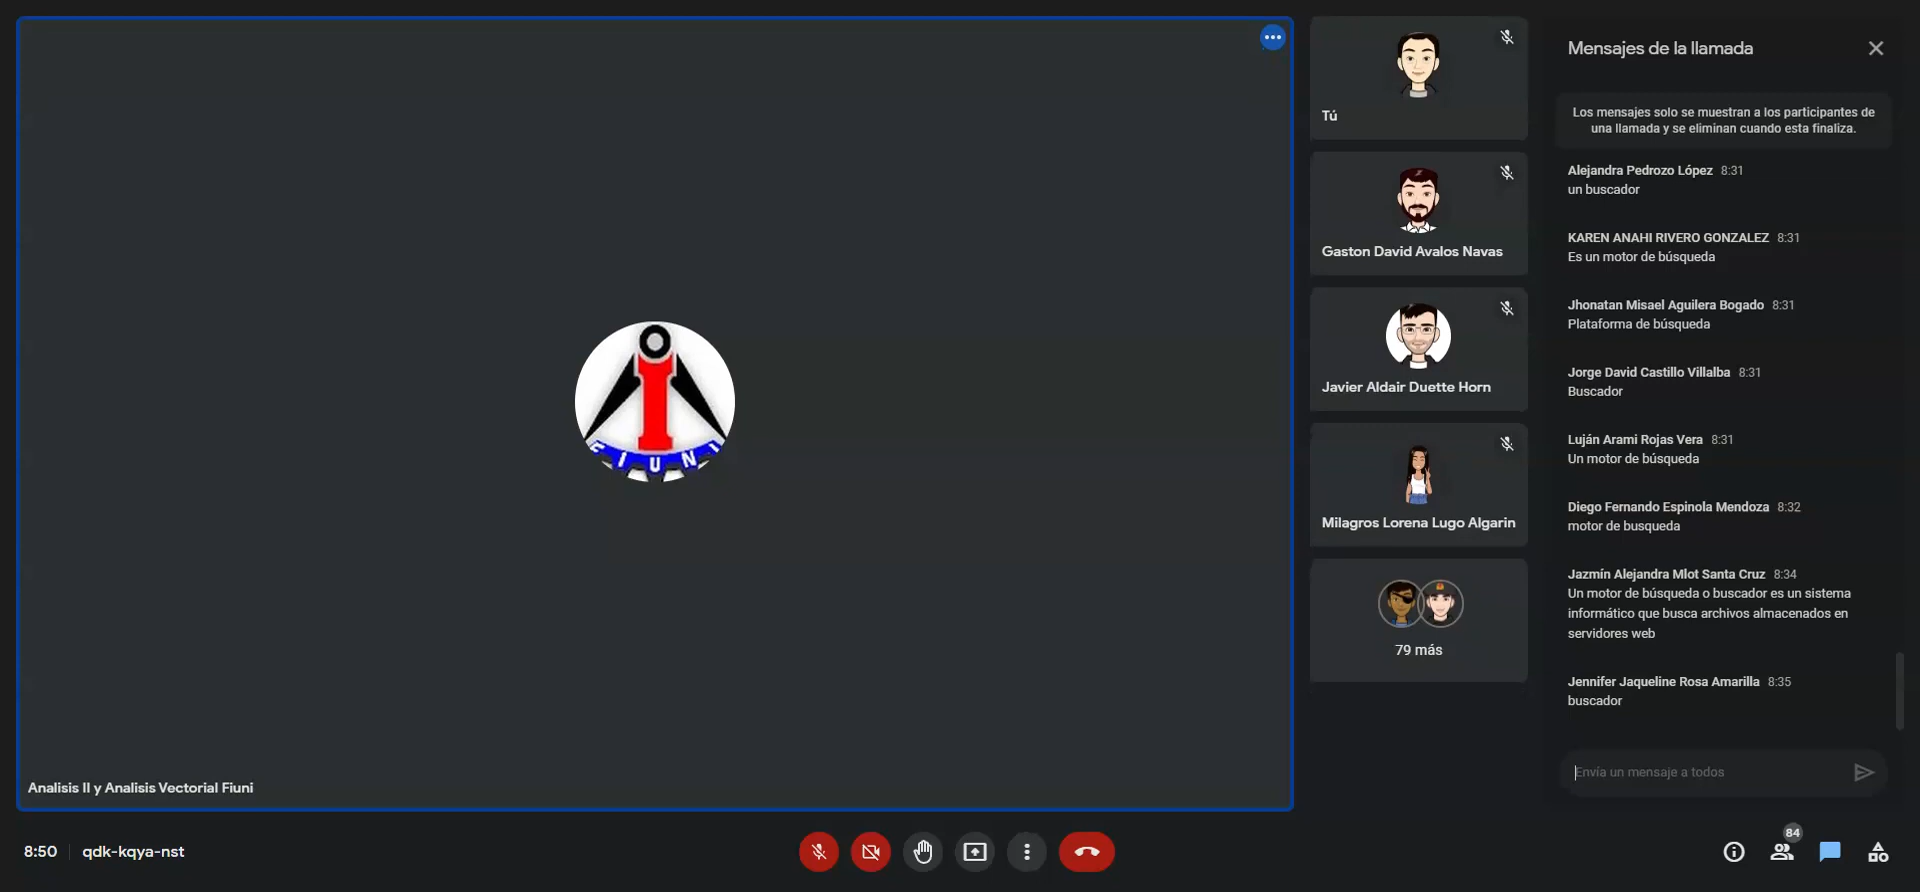 Analisis II y Analisis Vectorial Fiuni
FIUNI
Tú
Gaston David Avalos Navas
Javier Aldair Duette Horn
Milagros Lorena Lugo Algarin
79 más
Mensajes de la llamada
Los mensajes solo se muestran a los participantes de
una llamada y se eliminan cuando esta finaliza.
Alejandra Pedrozo López 8:31
un buscador
KAREN ANAHI RIVERO GONZALEZ 8:31
Es un motor de búsqueda
Jhonatan Misael Aguilera Bogado 8:31
Plataforma de búsqueda
Jorge David Castillo Villalba 8:31
Buscador
Luján Arami Rojas Vera 8:31
Un motor de búsqueda
Diego Fernando Espinola Mendoza 8:32
motor de busqueda
Jazmín Alejandra Mlot Santa Cruz 8:34
Un motor de búsqueda o buscador es un sistema
informático que busca archivos almacenados en
servidores web
Jennifer Jaqueline Rosa Amarilla 8:35
buscador
Envía un mensaje a todos
8:50 qdk-kqya-nst
84